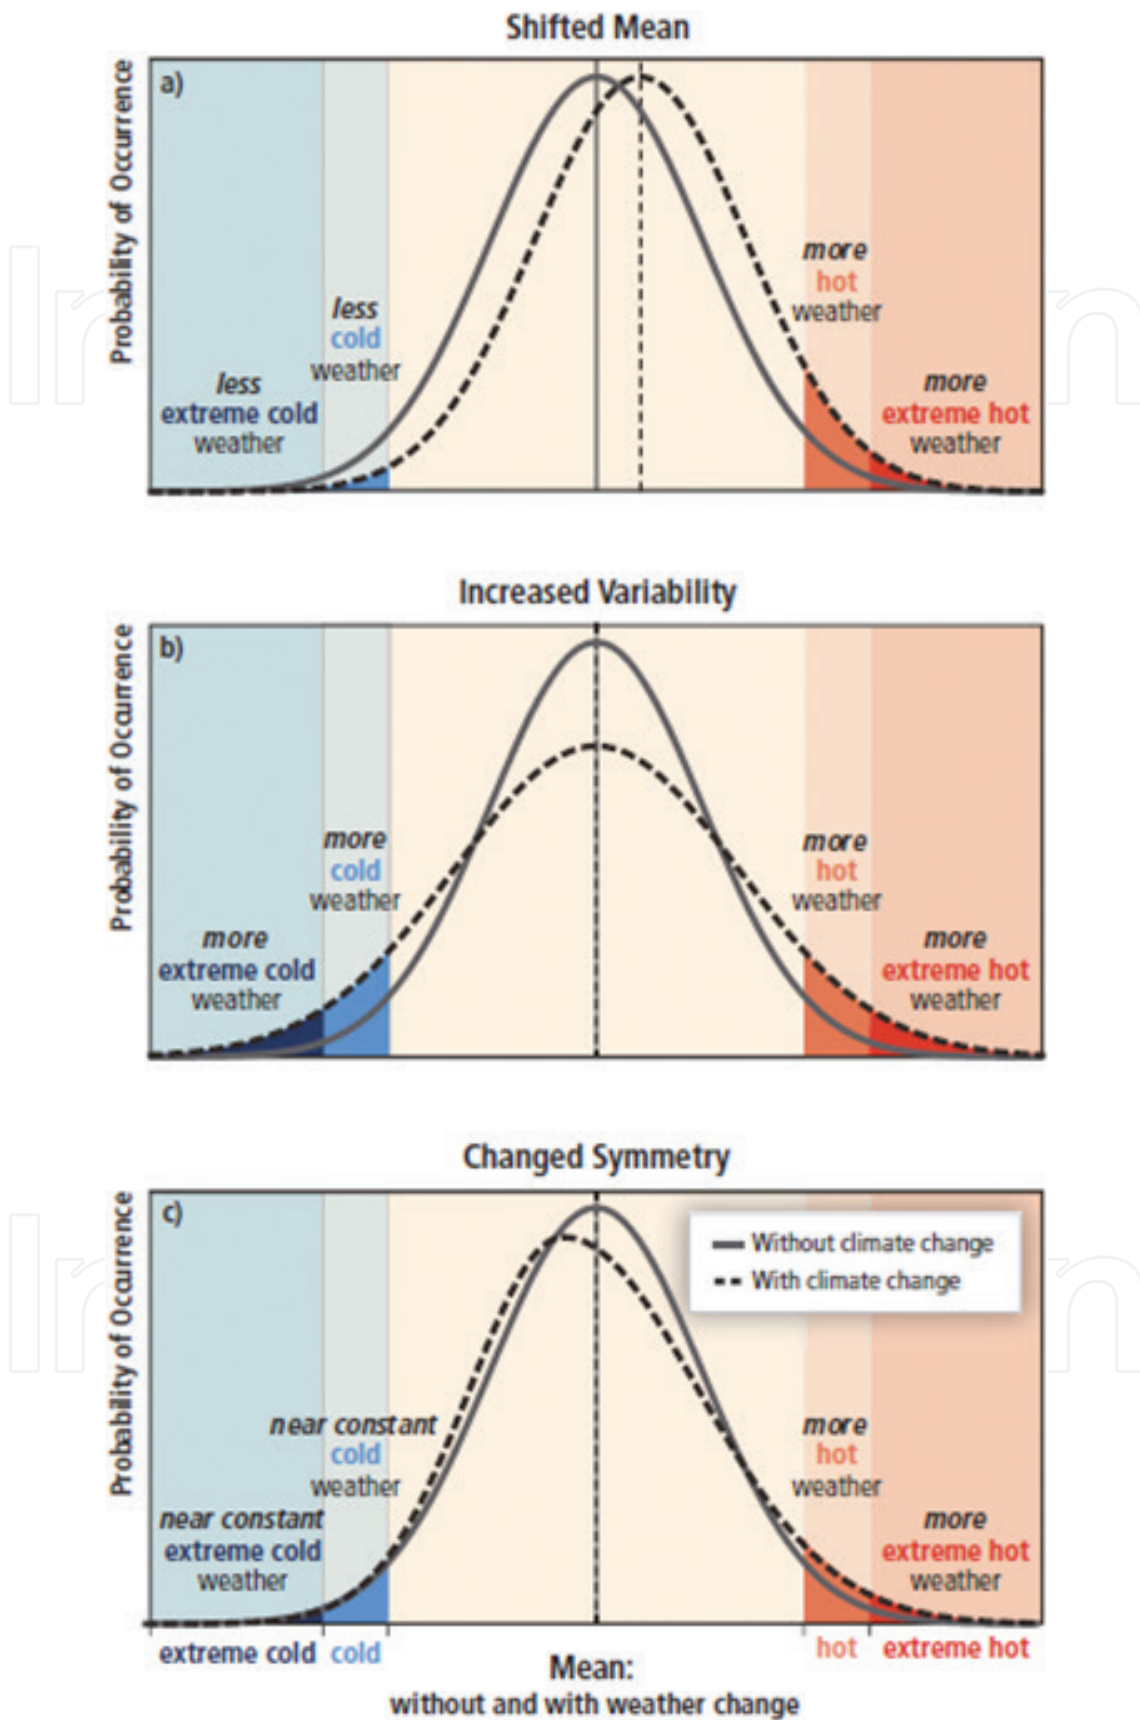 Shifted Mean
a)
Probability of Occurrence
less
extreme cold
weather
less
cold
weather
more
hot
weather
more
extreme hot
weather
Increased Variability
b)
Probability of Occurrence
more
extreme cold
weather
more
cold
weather
more
hot
weather
more
extreme hot
weather
Changed Symmetry
c)
Probability of Occurrence
Without climate change
With climate change
near constant
extreme cold
weather
near constant
cold
weather
more
hot
weather
more
extreme hot
weather
extreme cold
cold
hot
extreme hot
Mean:
without and with weather change